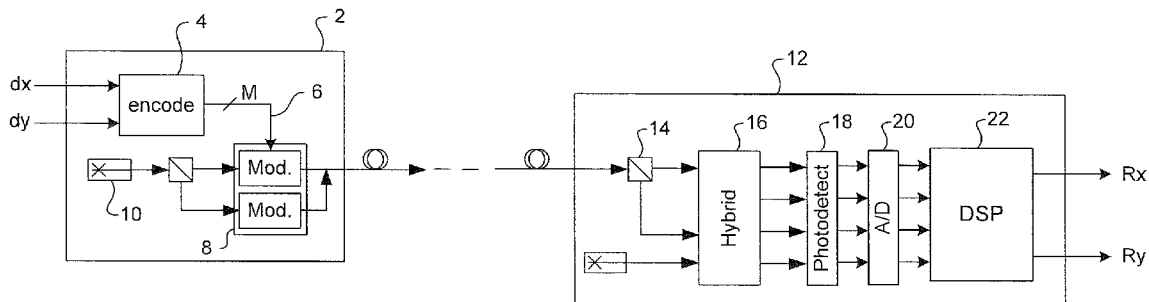 2
4
12
dx
dy
encode
M
6
14
16
18
20
22
Mod.
Mod.
10
8
Hybrid
Photodetect
A/D
DSP
Rx
Ry